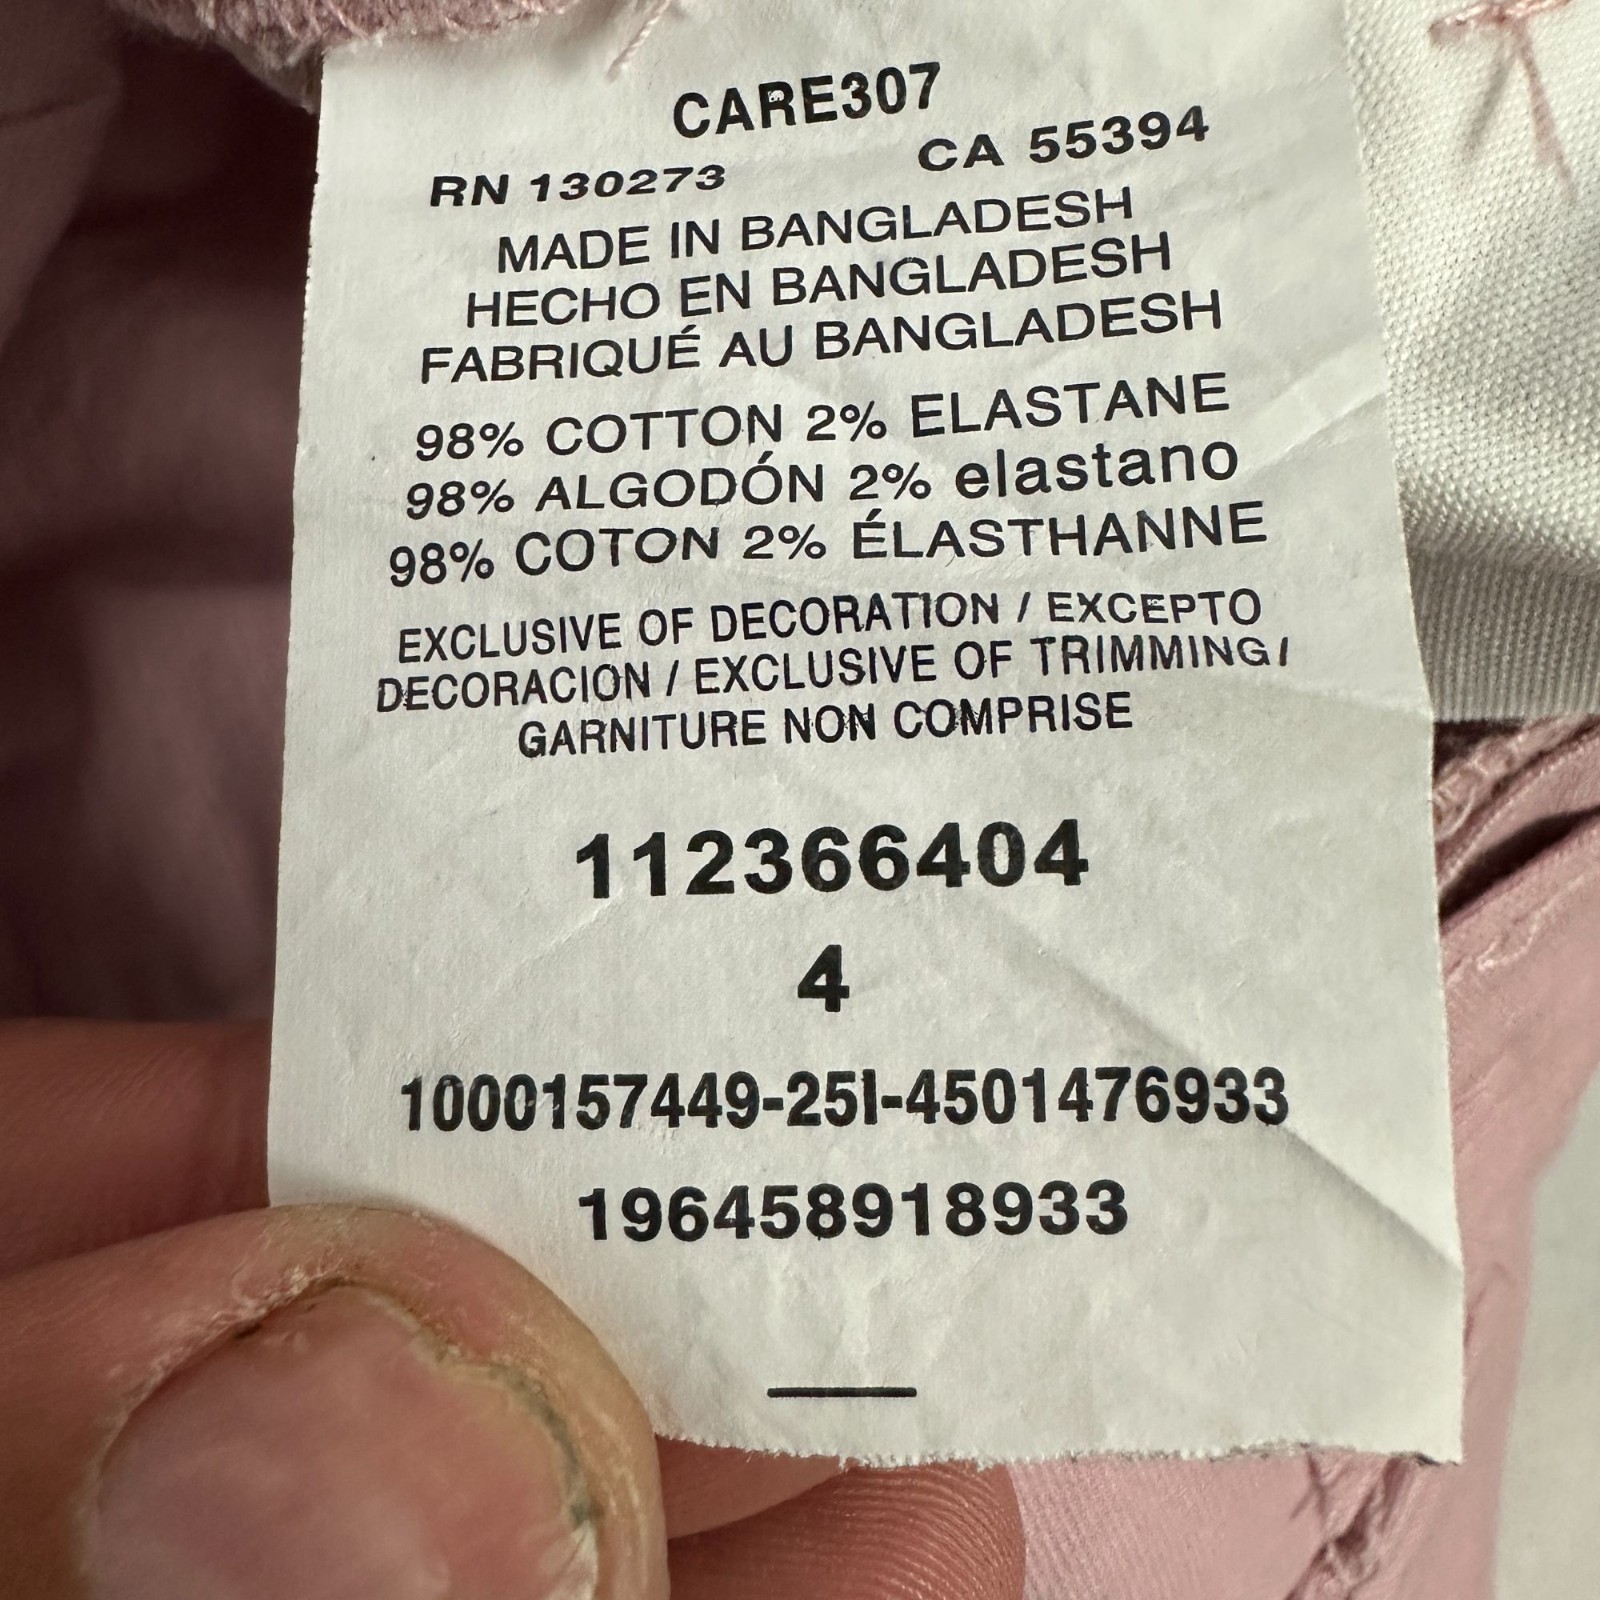 CARE307
RN 130273 CA 55394
MADE IN BANGLADESH
HECHO EN BANGLADESH
FABRIQUÉ AU BANGLADESH
98% COTTON 2% ELASTANE
98% ALGODÓN 2% elastano
98% COTON 2% ÉLASTHANNE
EXCLUSIVE OF DECORATION / EXCEPTO
DECORACION / EXCLUSIVE OF TRIMMING/
GARNITURE NON COMPRISE
112366404
4
1000157449-25I-4501476933
196458918933